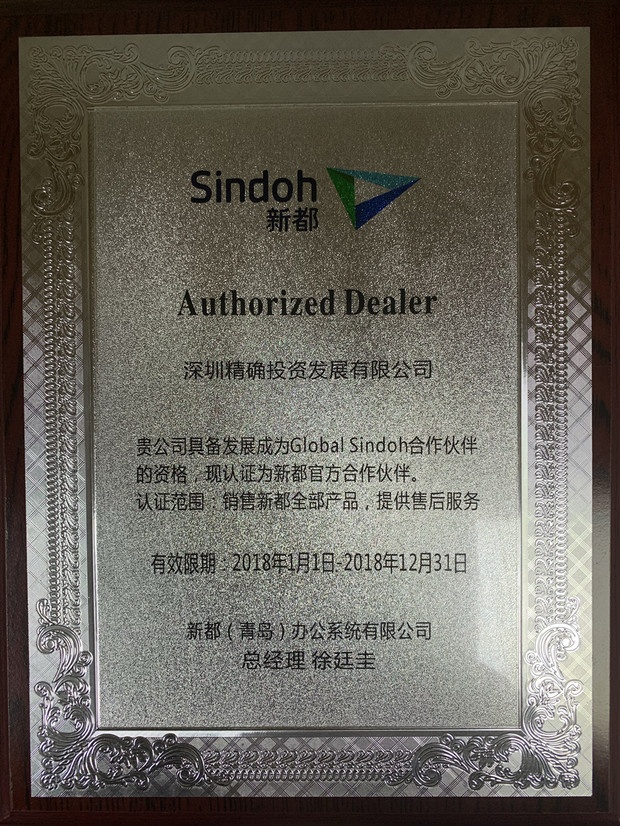 Sindoh
新都
Authorized Dealer
深圳精确投资发展有限公司
贵公司具备发展成为Global Sindoh合作伙伴
的资格，现认证为新都官方合作伙伴。
认证范围：销售新都全部产品，提供售后服务
有效限期：2018年1月1日-2018年12月31日
新都（青岛）办公系统有限公司
总经理 徐廷圭